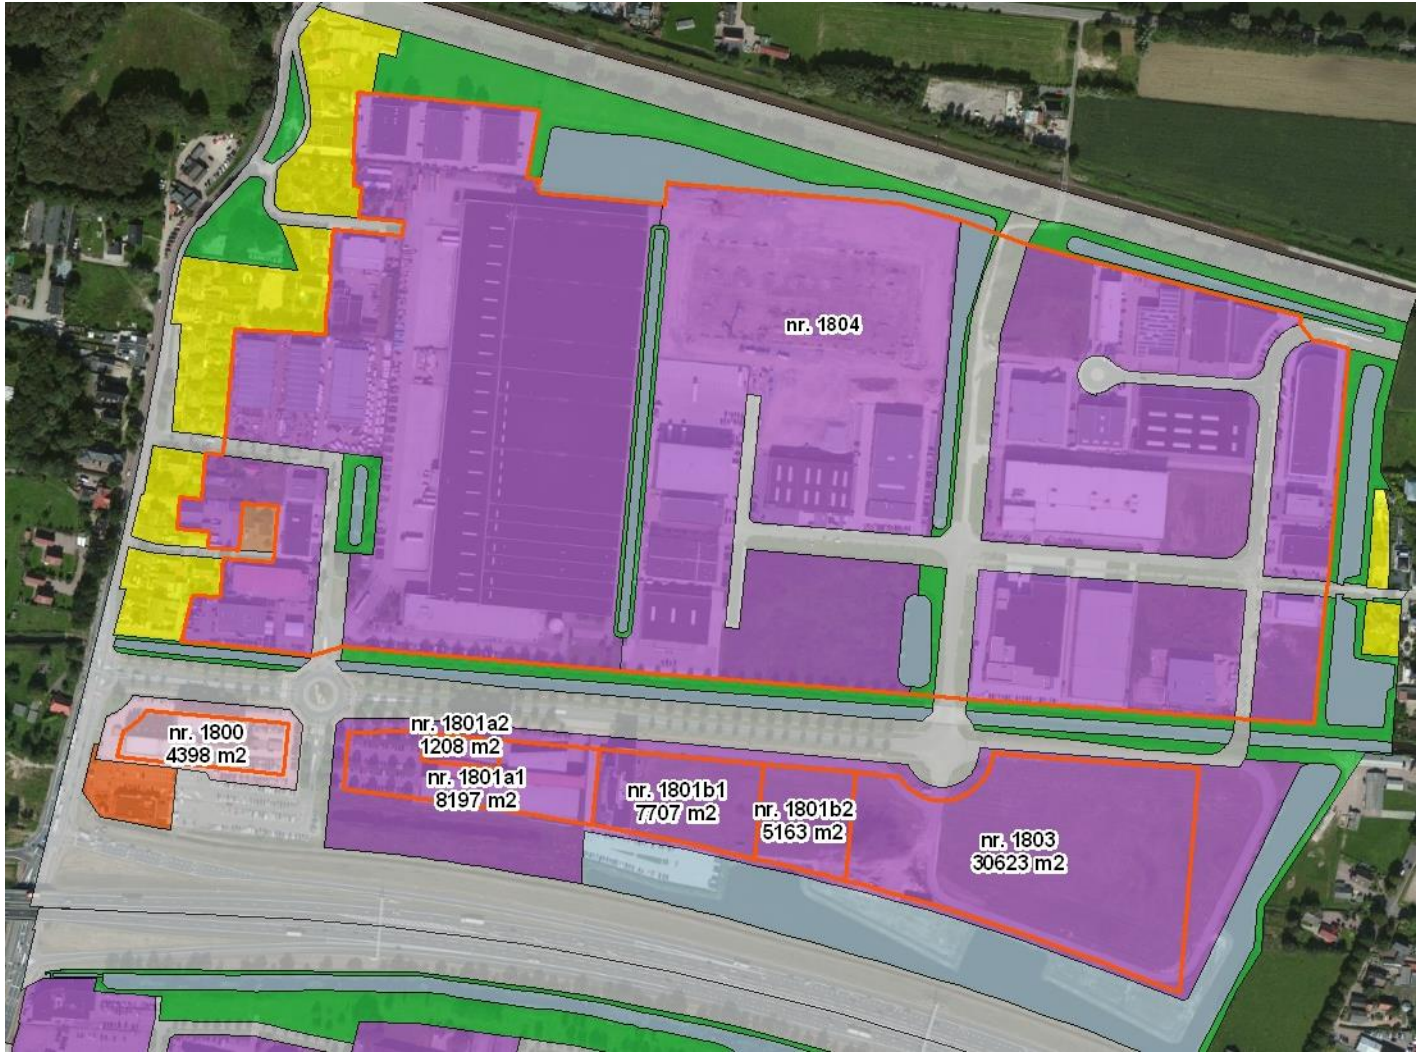 nr. 1804
nr. 1800
4398 m2
nr. 1801a2
1208 m2
nr. 1801a1
8197 m2
nr. 1801b1
7707 m2
nr. 1801b2
5163 m2
nr. 1803
30623 m2